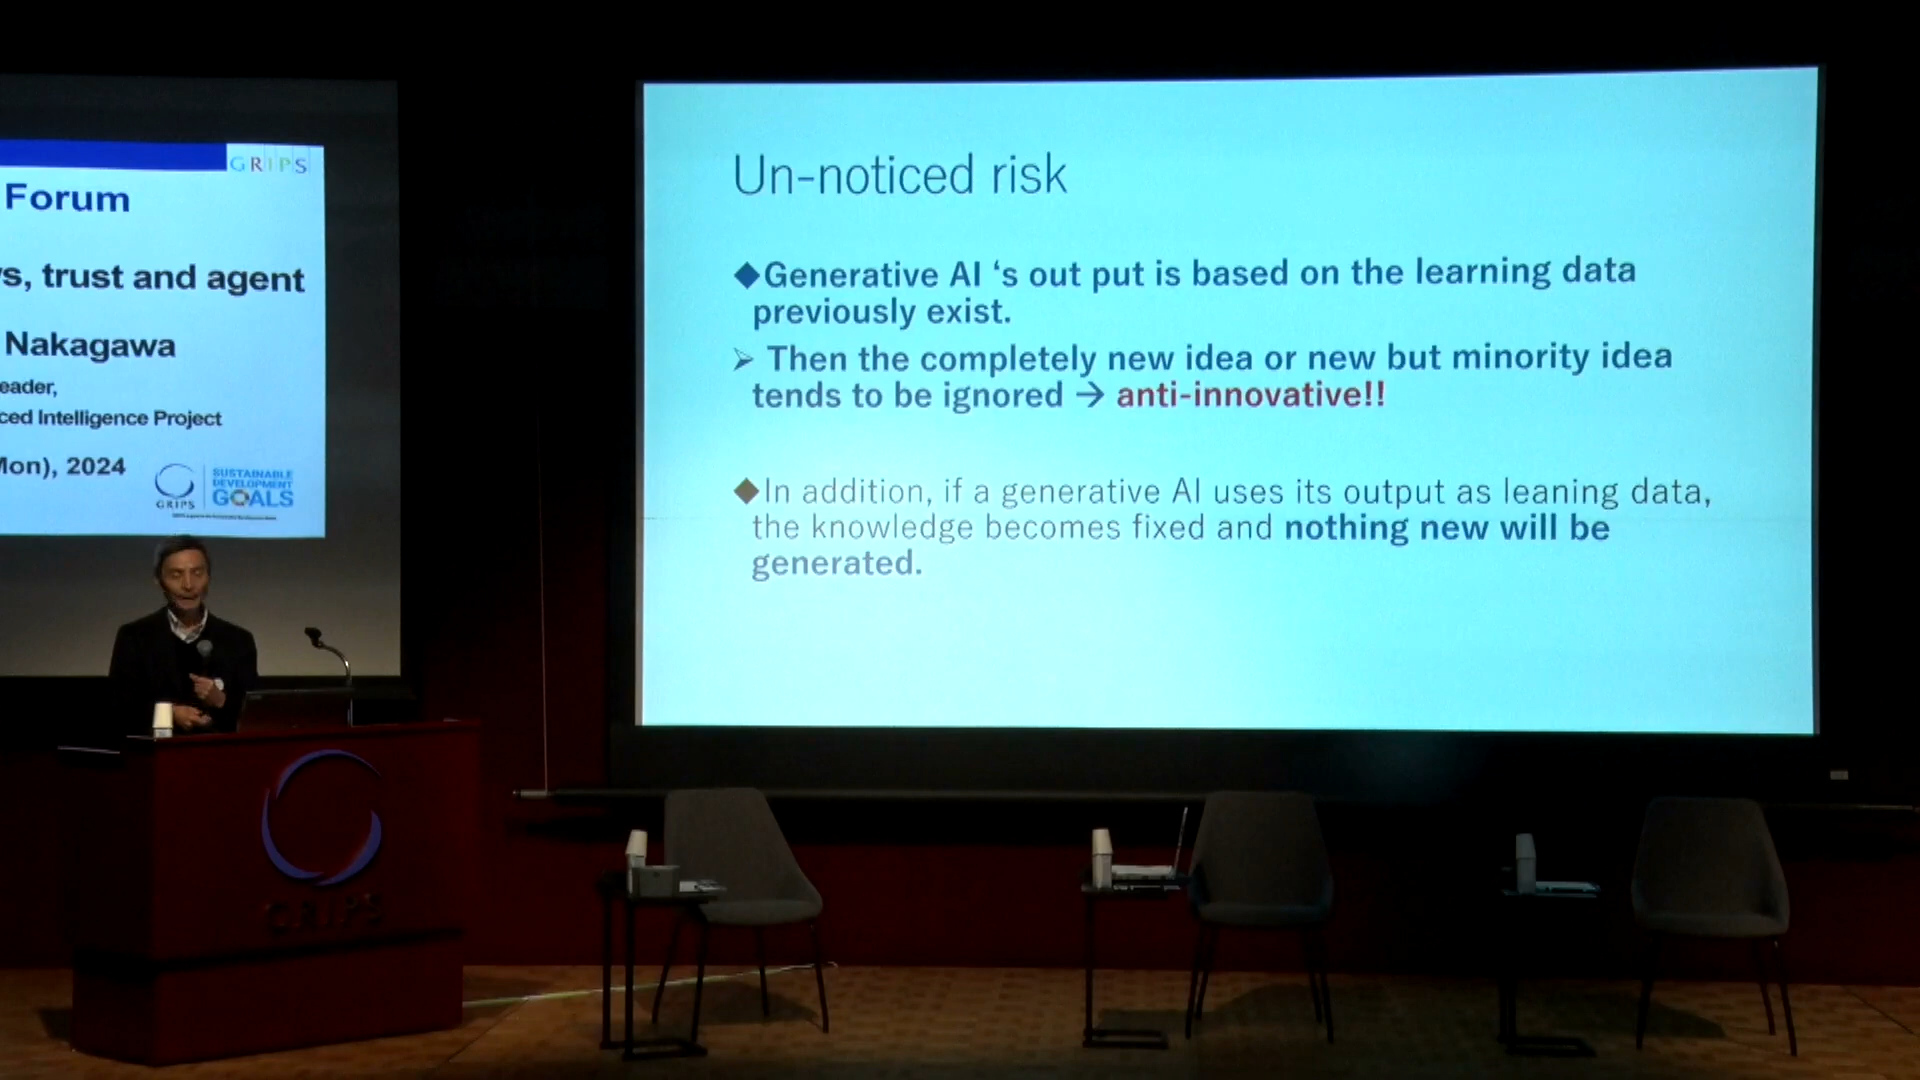 GRIPS
Forum
s, trust and agent
Nakagawa
eader,
ced Intelligence Project
Mon), 2024
GRIPS
SUSTAINABLE
DEVELOPMENT
GOALS
Un-noticed risk
◆Generative AI ‘s out put is based on the learning data
previously exist.
➢ Then the completely new idea or new but minority idea
tends to be ignored → anti-innovative!!
◆In addition, if a generative AI uses its output as leaning data,
the knowledge becomes fixed and nothing new will be
generated.
GRIPS